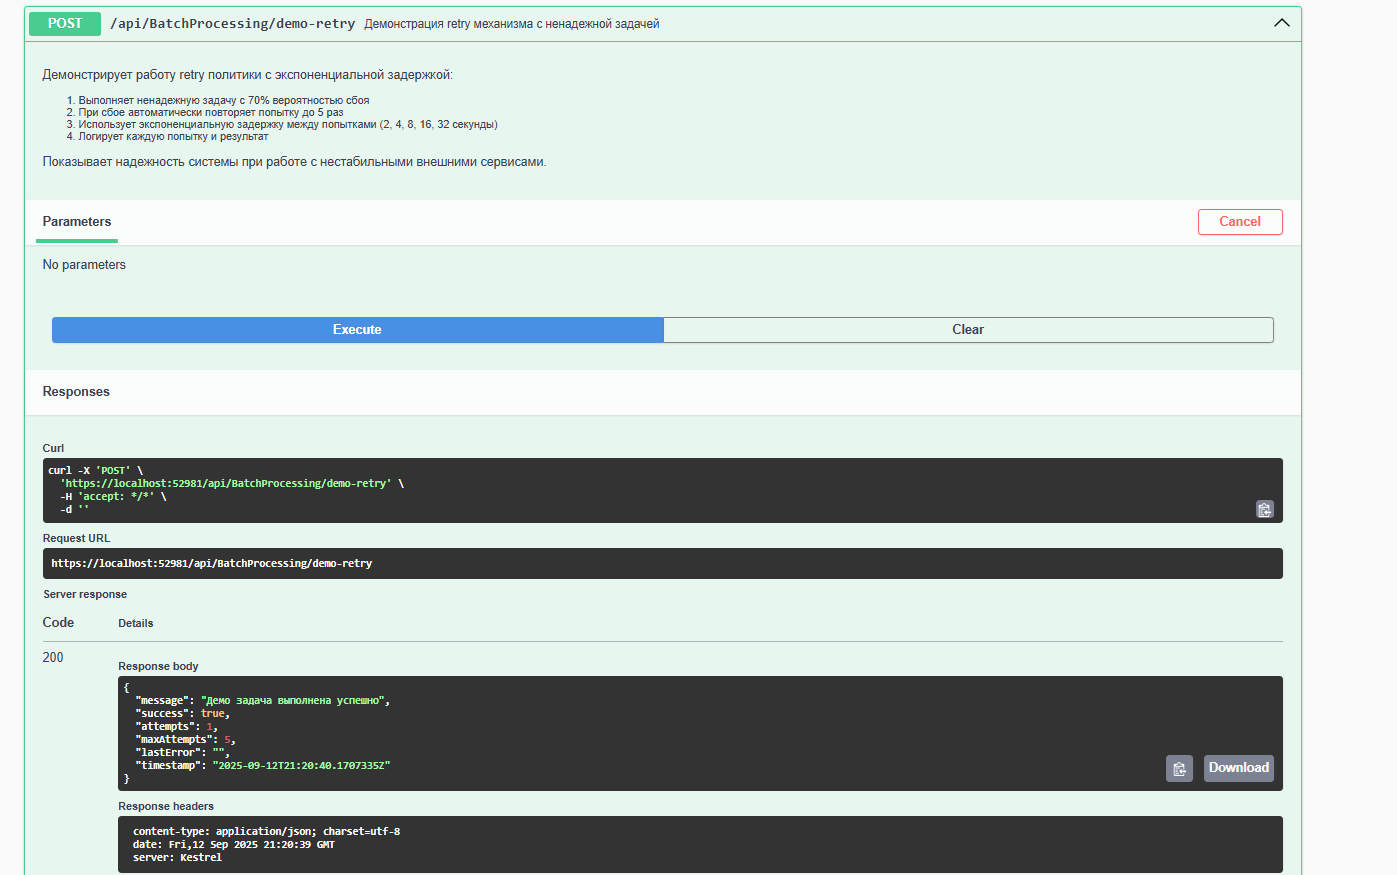 POST /api/BatchProcessing/demo-retry Демонстрация retry механизма с ненадежной задачей
Демонстрирует работу retry политики с экспоненциальной задержкой:
1. Выполняет ненадежную задачу с 70% вероятностью сбоя
2. При сбое автоматически повторяет попытку до 5 раз
3. Использует экспоненциальную задержку между попытками (2, 4, 8, 16, 32 секунды)
4. Логирует каждую попытку и результат
Показывает надежность системы при работе с нестабильными внешними сервисами.
Parameters Cancel
No parameters
Execute Clear
Responses
Curl
curl -X 'POST' \
'https://localhost:52981/api/BatchProcessing/demo-retry' \
-H 'accept: */*' \
-d ''
Request URL
https://localhost:52981/api/BatchProcessing/demo-retry
Server response
Code Details
200
Response body
{
"message": "Демо задача выполнена успешно",
"success": true,
"attempts": 1,
"maxAttempts": 5,
"lastError": "",
"timestamp": "2025-09-12T21:20:40.1707335Z"
}
Download
Response headers
content-type: application/json; charset=utf-8
date: Fri,12 Sep 2025 21:20:39 GMT
server: Kestrel